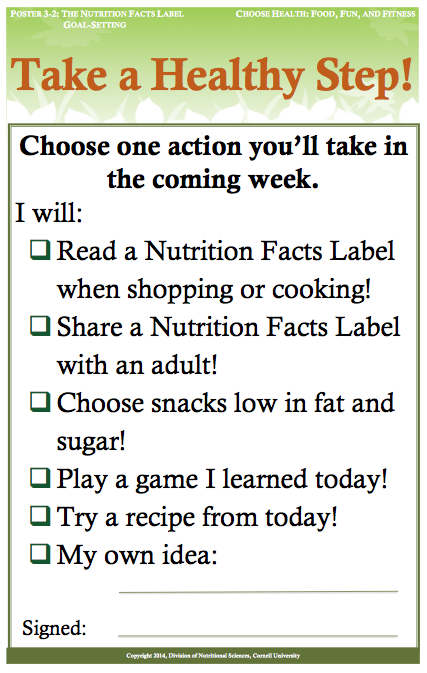 POSTER 3-2: THE NUTRITION FACTS LABEL
GOAL-SETTING
CHOOSE HEALTH: FOOD, FUN, AND FITNESS
Take a Healthy Step!
Choose one action you’ll take in
the coming week.
I will:
❑ Read a Nutrition Facts Label
when shopping or cooking!
❑ Share a Nutrition Facts Label
with an adult!
❑ Choose snacks low in fat and
sugar!
❑ Play a game I learned today!
❑ Try a recipe from today!
❑ My own idea:
Signed:
Copyright 2014, Division of Nutritional Sciences, Cornell University